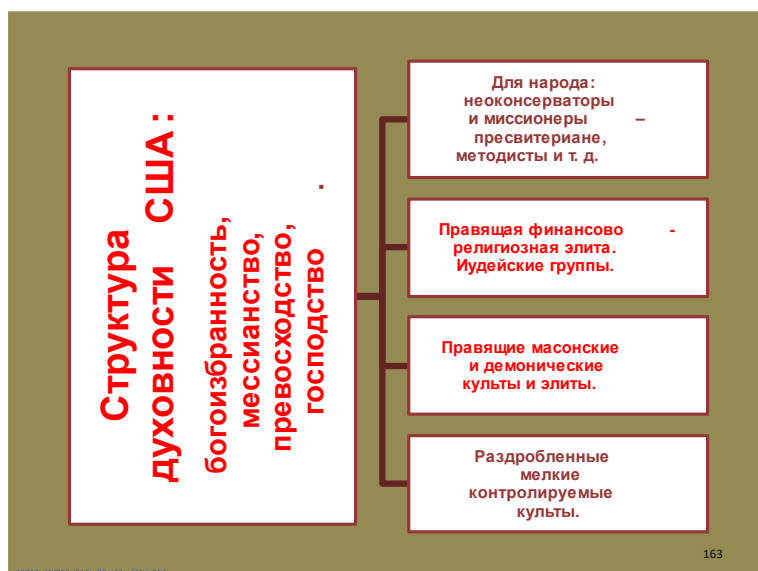 Структура
духовности США:
богоизбранность,
мессианство,
превосходство,
господство .
Для народа:
неоконсерваторы
и миссионеры –
пресвитериане,
методисты и т. д.
Правящая финансово -
религиозная элита.
Иудейские группы.
Правящие масонские
и демонические
культы и элиты.
Раздробленные
мелкие
контролируемые
культы.
163